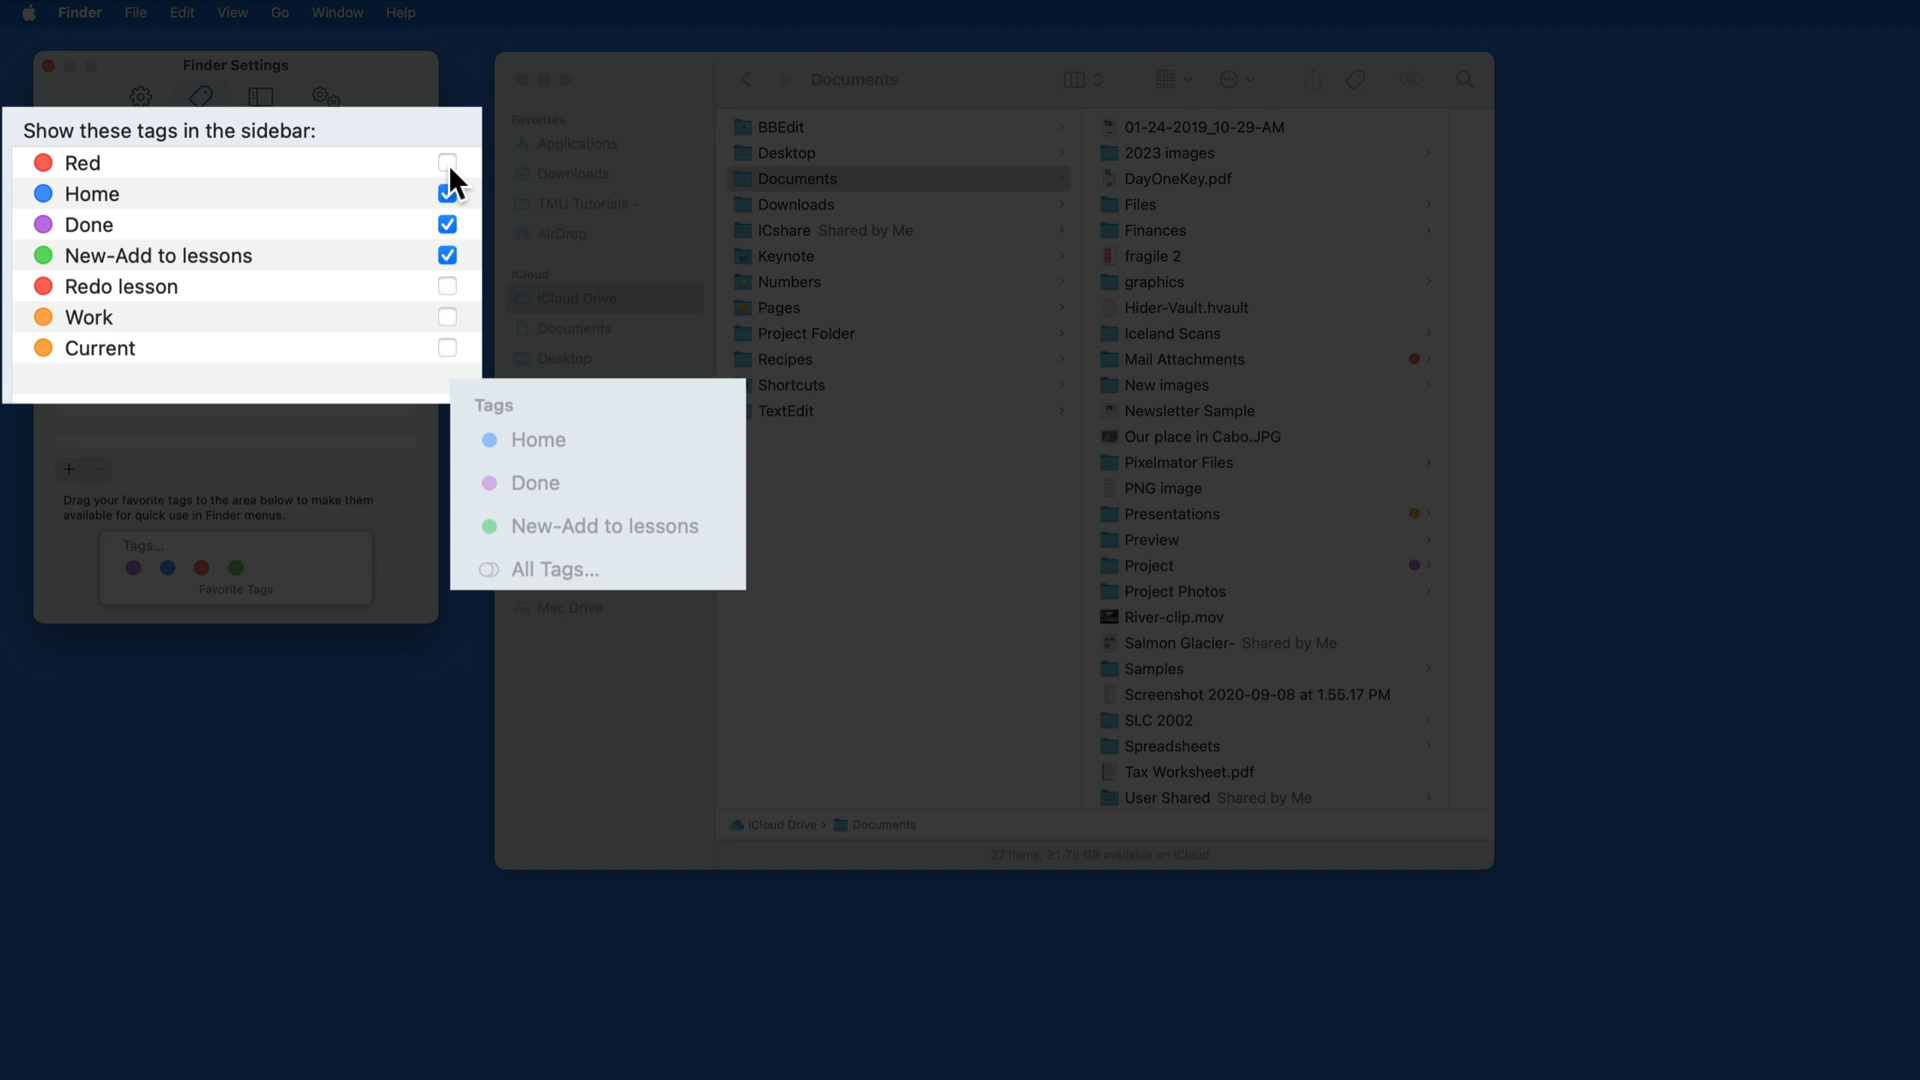 Finder File Edit View Go Window Help
Finder Settings
Show these tags in the sidebar:
Red
Home
Done
New-Add to lessons
Redo lesson
Work
Current
Drag your favorite tags to the area below to make them
available for quick use in Finder menus.
Tags...
Favorite Tags
Documents
Favorites
Applications
Downloads
TMU Tutorials -
AirDrop
iCloud
iCloud Drive
Documents
Desktop
Tags
Home
Done
New-Add to lessons
All Tags...
Mac Drive
BBEdit
Desktop
Documents
Downloads
ICshare Shared by Me
Keynote
Numbers
Pages
Project Folder
Recipes
Shortcuts
TextEdit
01-24-2019_10-29-AM
2023 images
DayOneKey.pdf
Files
Finances
fragile 2
graphics
Hider-Vault.hvault
Iceland Scans
Mail Attachments
New images
Newsletter Sample
Our place in Cabo.JPG
Pixelmator Files
PNG image
Presentations
Preview
Project
Project Photos
River-clip.mov
Salmon Glacier- Shared by Me
Samples
Screenshot 2020-09-08 at 1.55.17 PM
SLC 2002
Spreadsheets
Tax Worksheet.pdf
User Shared Shared by Me
iCloud Drive › Documents
27 items, 21.75 GB available on iCloud